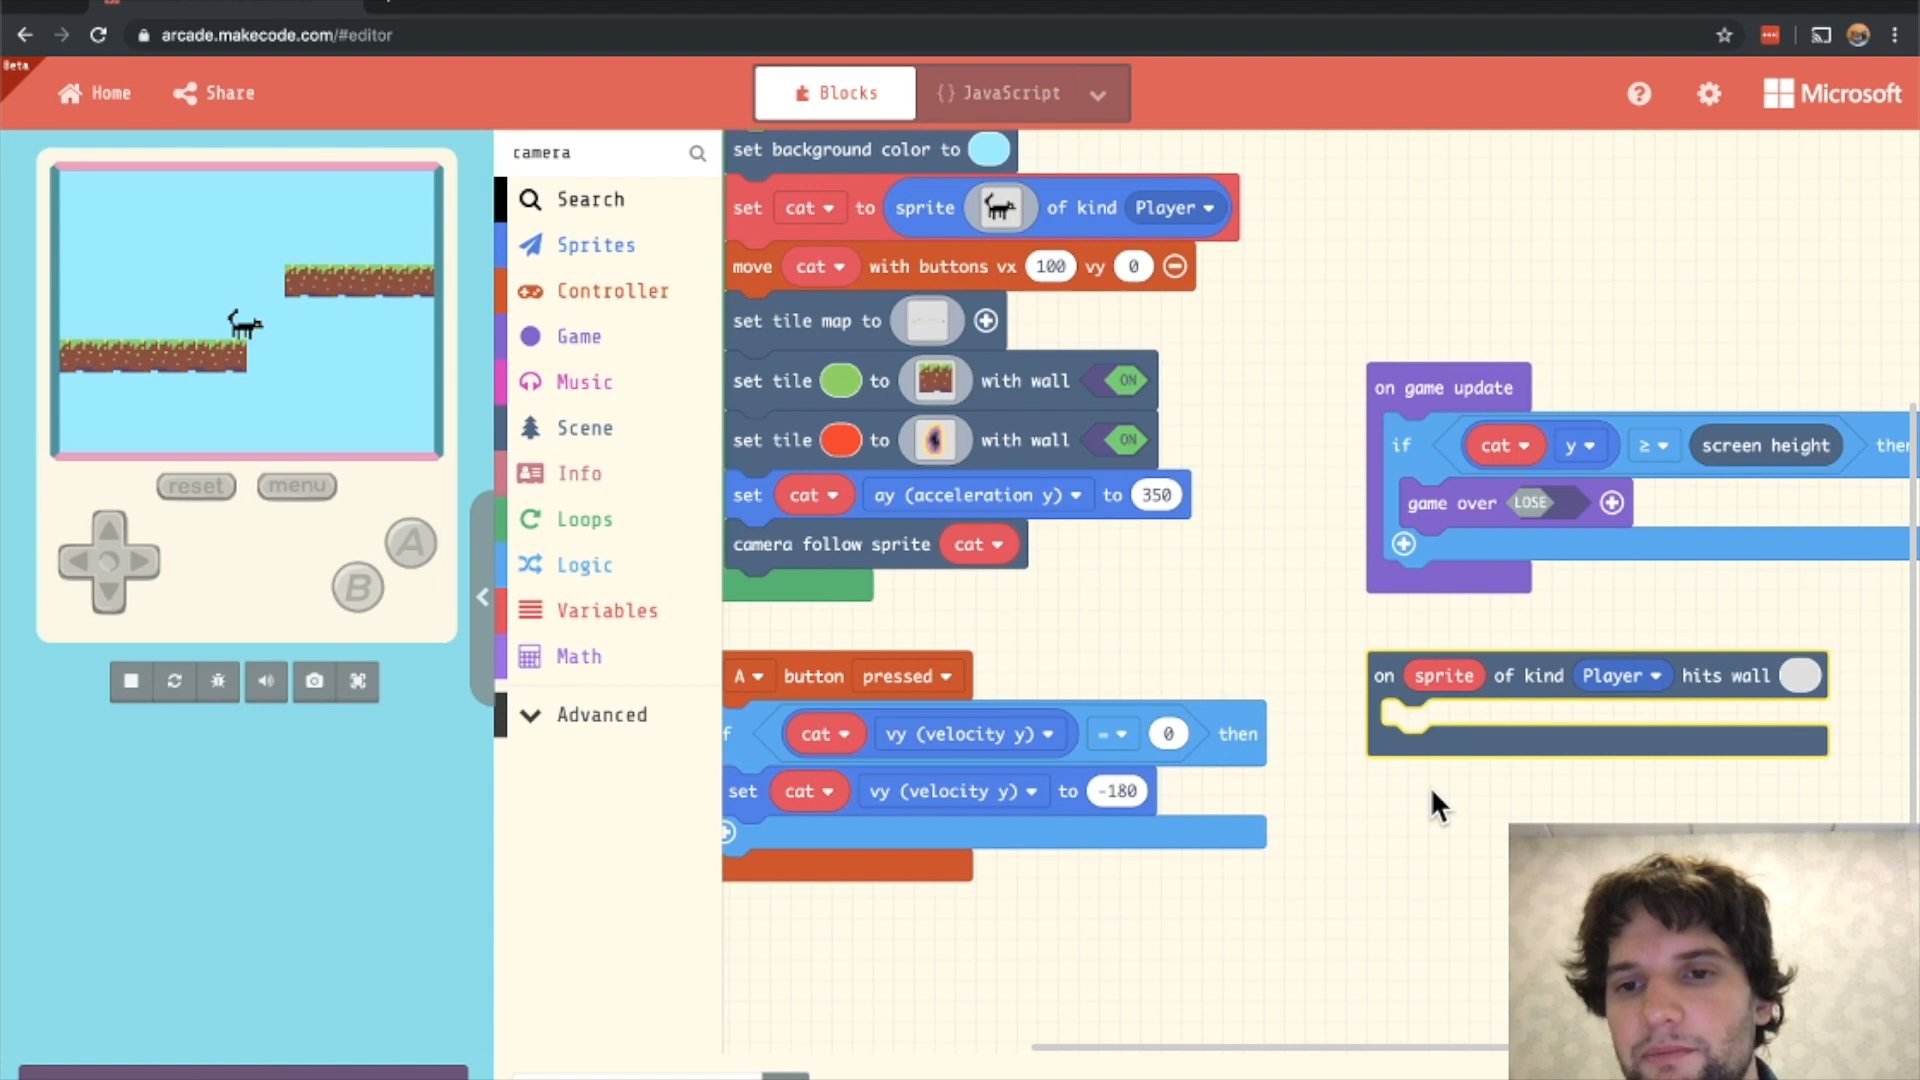 arcade.makecode.com/#editor
Beta
Home
Share
Blocks
{} JavaScript
Microsoft
reset
menu
A
B
camera
Search
Sprites
Controller
Game
Music
Scene
Info
Loops
Logic
Variables
Math
Advanced
set background color to
set cat to sprite of kind Player
move cat with buttons vx 100 vy 0
set tile map to
set tile to with wall ON
set tile to with wall ON
set cat ay (acceleration y) to 350
camera follow sprite cat
A button pressed
cat vy (velocity y) = 0 then
set cat vy (velocity y) to -180
on game update
if cat y ≥ screen height then
game over LOSE
on sprite of kind Player hits wall